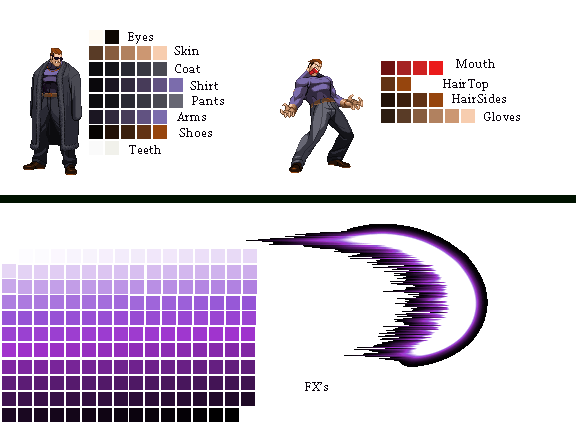 Eyes
Skin
Coat
Shirt
Pants
Arms
Shoes
Teeth
Mouth
HairTop
HairSides
Gloves
FX's